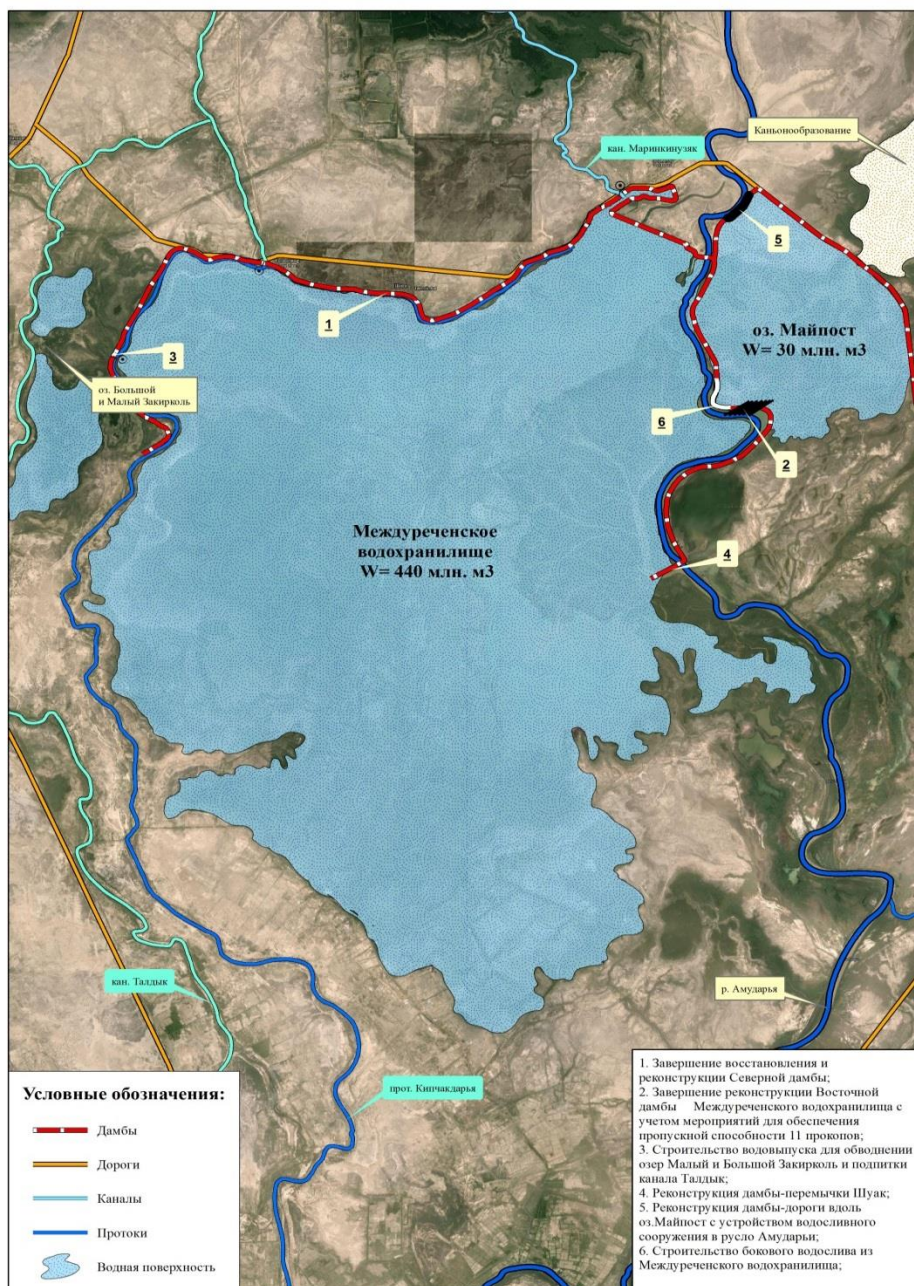 Каньонообразование
кан. Маринкинузяк
5
1
оз. Майпост
W= 30 млн. м3
3
оз. Большой
и Малый Закирколь
6
2
Междуреченское
водохранилище
W= 440 млн. м3
4
кан. Талдык
р. Амударья
прот. Кипчакдарья
Условные обозначения:
Дамбы
Дороги
Каналы
Протоки
Водная поверхность
1. Завершение восстановления и
реконструкции Северной дамбы;
2. Завершение реконструкции Восточной
дамбы Междуреченского водохранилища с
учетом мероприятий для обеспечения
пропускной способности 11 прокопов;
3. Строительство водовыпуска для обводнении
озер Малый и Большой Закирколь и подпитки
канала Талдык;
4. Реконструкция дамбы-перемычки Шуак;
5. Реконструкция дамбы-дороги вдоль
оз.Майпост с устройством водосливного
сооружения в русло Амударьи;
6. Строительство бокового водослива из
Междуреченского водохранилища;